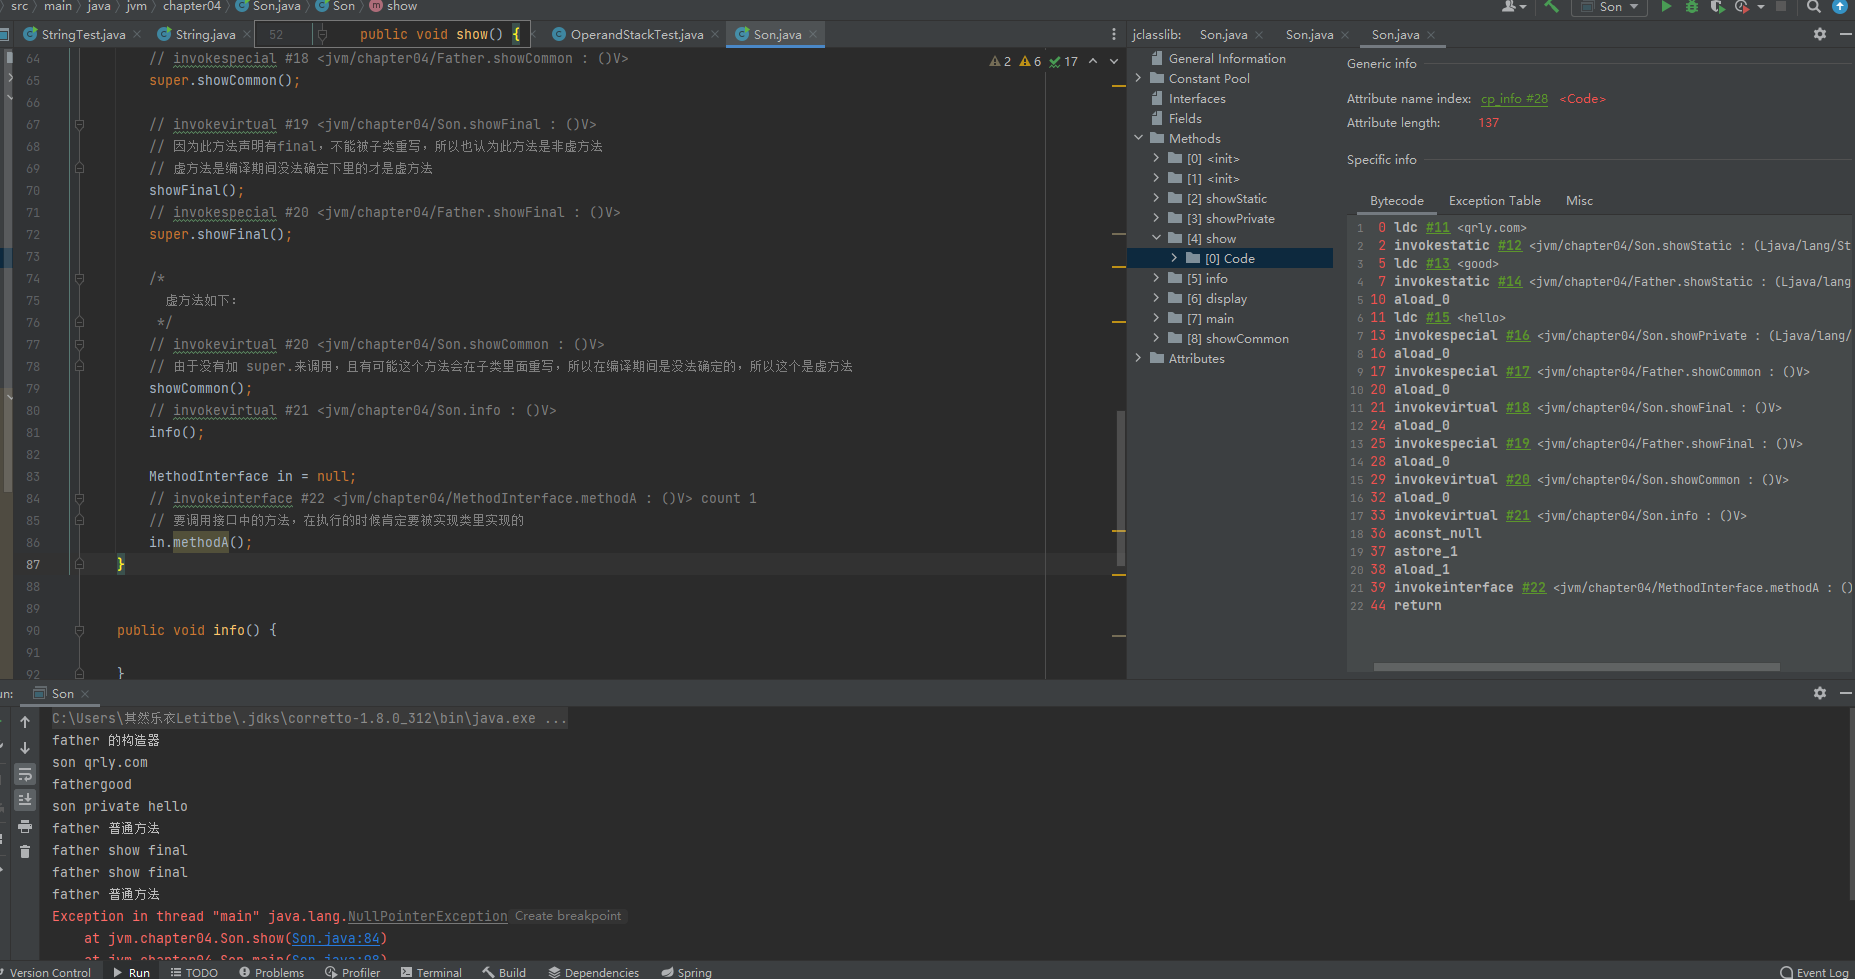 src main java jvm chapter04 Son.java Son show
Son
StringTest.java String.java 52 public void show() { OperandStackTest.java Son.java
jclasslib: Son.java Son.java Son.java
2 6 17
64 // invokespecial #18 <jvm/chapter04/Father.showCommon : ()V>
65 super.showCommon();
66
67 // invokevirtual #19 <jvm/chapter04/Son.showFinal : ()V>
68 // 因为此方法声明有final，不能被子类重写，所以也认为此方法是非虚方法
69 // 虚方法是编译期间没法确定下里的才是虚方法
70 showFinal();
71 // invokespecial #20 <jvm/chapter04/Father.showFinal : ()V>
72 super.showFinal();
73
74 /*
75 虚方法如下：
76 */
77 // invokevirtual #20 <jvm/chapter04/Son.showCommon : ()V>
78 // 由于没有加 super.来调用，且有可能这个方法会在子类里面重写，所以在编译期间是没法确定的，所以这个是虚方法
79 showCommon();
80 // invokevirtual #21 <jvm/chapter04/Son.info : ()V>
81 info();
82
83 MethodInterface in = null;
84 // invokeinterface #22 <jvm/chapter04/MethodInterface.methodA : ()V> count 1
85 // 要调用接口中的方法，在执行的时候肯定要被实现类里实现的
86 in.methodA();
87 }
88
89
90 public void info() {
91
92 }
General Information
Constant Pool
Interfaces
Fields
Methods
[0] <init>
[1] <init>
[2] showStatic
[3] showPrivate
[4] show
[0] Code
[5] info
[6] display
[7] main
[8] showCommon
Attributes
Generic info
Attribute name index: cp_info #28 <Code>
Attribute length: 137
Specific info
Bytecode Exception Table Misc
1 0 ldc #11 <qrly.com>
2 2 invokestatic #12 <jvm/chapter04/Son.showStatic : (Ljava/lang/St
3 5 ldc #13 <good>
4 7 invokestatic #14 <jvm/chapter04/Father.showStatic : (Ljava/lang
5 10 aload_0
6 11 ldc #15 <hello>
7 13 invokespecial #16 <jvm/chapter04/Son.showPrivate : (Ljava/lang/
8 16 aload_0
9 17 invokespecial #17 <jvm/chapter04/Father.showCommon : ()V>
10 20 aload_0
11 21 invokevirtual #18 <jvm/chapter04/Son.showFinal : ()V>
12 24 aload_0
13 25 invokespecial #19 <jvm/chapter04/Father.showFinal : ()V>
14 28 aload_0
15 29 invokevirtual #20 <jvm/chapter04/Son.showCommon : ()V>
16 32 aload_0
17 33 invokevirtual #21 <jvm/chapter04/Son.info : ()V>
18 36 aconst_null
19 37 astore_1
20 38 aload_1
21 39 invokeinterface #22 <jvm/chapter04/MethodInterface.methodA : ()
22 44 return
un: Son
C:\Users\其然乐衣Letitbe\.jdks\corretto-1.8.0_312\bin\java.exe ...
father 的构造器
son qrly.com
fathergood
son private hello
father 普通方法
father show final
father show final
father 普通方法
Exception in thread "main" java.lang.NullPointerException Create breakpoint
at jvm.chapter04.Son.show(Son.java:84)
at jvm.chapter04.Son.main(Son.java:98)
Version Control Run TODO Problems Profiler Terminal Build Dependencies Spring Event Log